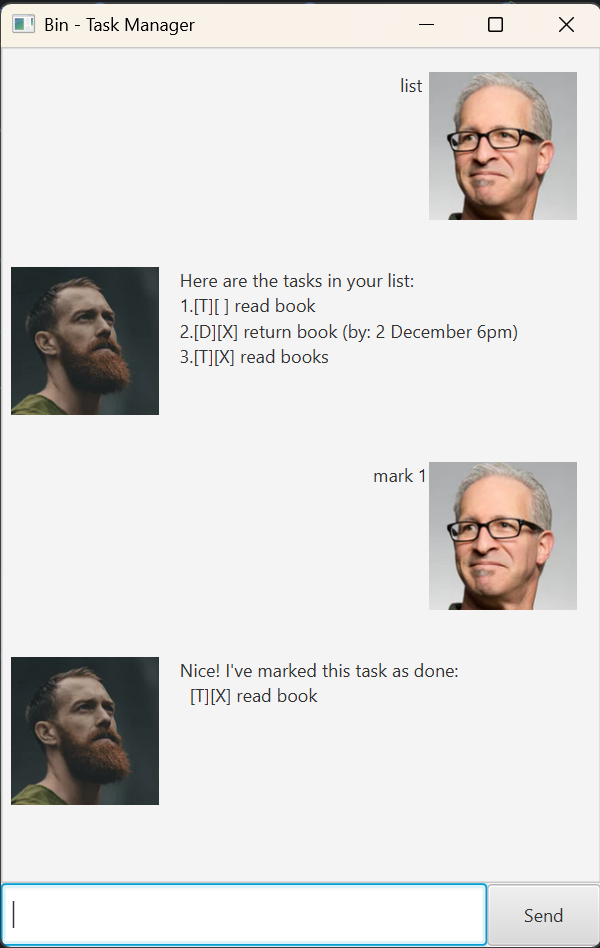 Bin - Task Manager
list
Here are the tasks in your list:
1.[T][ ] read book
2.[D][X] return book (by: 2 December 6pm)
3.[T][X] read books
mark 1
Nice! I've marked this task as done:
[T][X] read book
Send